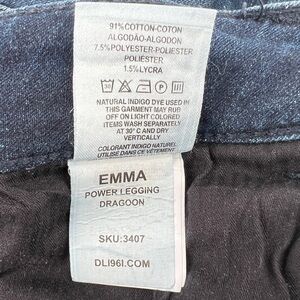 91%COTTON-COTON
ALGODÃO-ALGODON
7.5%POLYESTER-POLIESTER
POLIESTER
1.5%LYCRA
30
P
NATURAL INDIGO DYE USED IN
THIS GARMENT MAY RUB
OFF ON LIGHT COLORED
ITEMS WASH SEPARATELY
AT 30° C AND DRY
VERTICALLY
COLORANT INDIGO NATUREL
UTILISE DANS CE VÊTEMENT
EMMA
POWER LEGGING
DRAGOON
SKU:3407
DL1961.COM